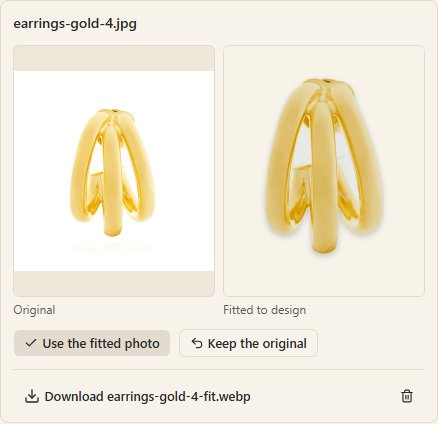 earrings-gold-4.jpg
Original
Fitted to design
Use the fitted photo
Keep the original
Download earrings-gold-4-fit.webp